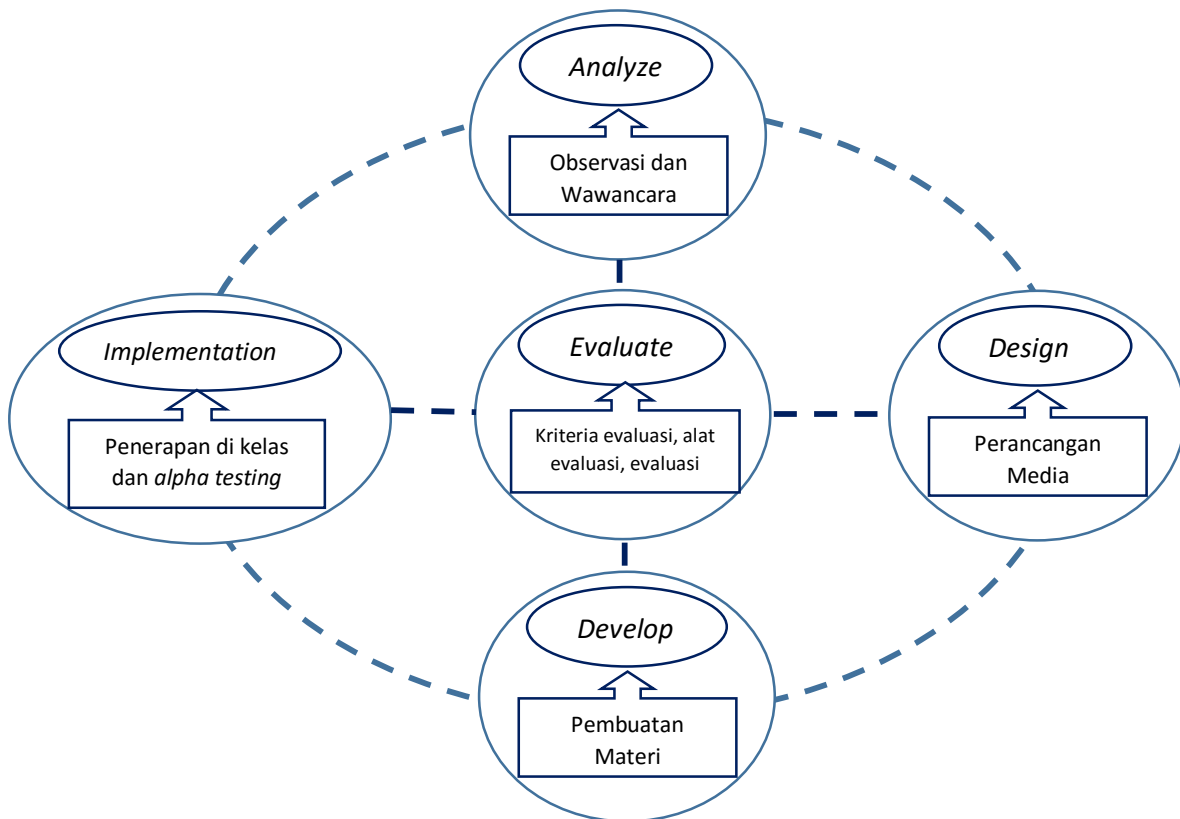 Analyze
Observasi dan
Wawancara
Implementation
Penerapan di kelas
dan alpha testing
Evaluate
Kriteria evaluasi, alat
evaluasi, evaluasi
Design
Perancangan
Media
Develop
Pembuatan
Materi